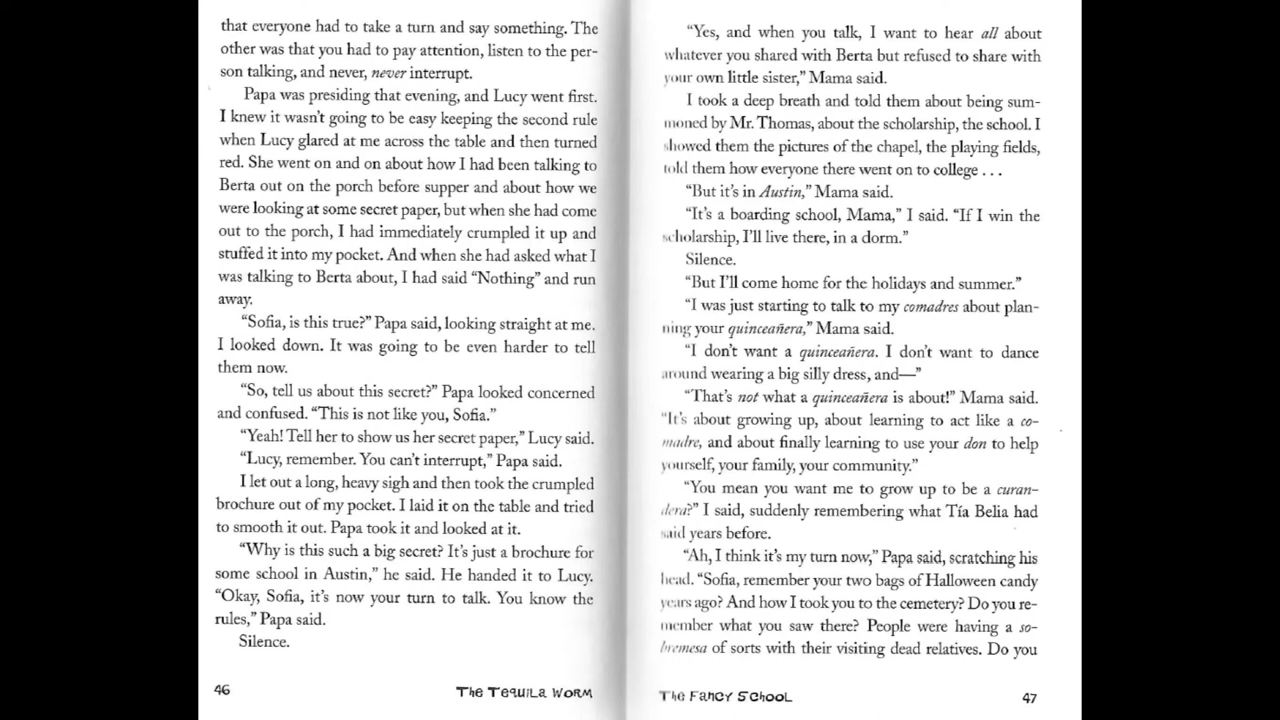 that everyone had to take a turn and say something. The
other was that you had to pay attention, listen to the per-
son talking, and never, never interrupt.
Papa was presiding that evening, and Lucy went first.
I knew it wasn't going to be easy keeping the second rule
when Lucy glared at me across the table and then turned
red. She went on and on about how I had been talking to
Berta out on the porch before supper and about how we
were looking at some secret paper, but when she had come
out to the porch, I had immediately crumpled it up and
stuffed it into my pocket. And when she had asked what I
was talking to Berta about, I had said "Nothing" and run
away.
"Sofia, is this true?" Papa said, looking straight at me.
I looked down. It was going to be even harder to tell
them now.
"So, tell us about this secret?" Papa looked concerned
and confused. "This is not like you, Sofia."
"Yeah! Tell her to show us her secret paper," Lucy said.
"Lucy, remember. You can't interrupt," Papa said.
I let out a long, heavy sigh and then took the crumpled
brochure out of my pocket. I laid it on the table and tried
to smooth it out. Papa took it and looked at it.
"Why is this such a big secret? It's just a brochure for
some school in Austin," he said. He handed it to Lucy.
"Okay, Sofia, it's now your turn to talk. You know the
rules," Papa said.
Silence.
46 The Tequila Worm
"Yes, and when you talk, I want to hear all about
whatever you shared with Berta but refused to share with
your own little sister," Mama said.
I took a deep breath and told them about being sum-
moned by Mr. Thomas, about the scholarship, the school. I
showed them the pictures of the chapel, the playing fields,
told them how everyone there went on to college . . .
"But it's in Austin," Mama said.
"It's a boarding school, Mama," I said. "If I win the
scholarship, I'll live there, in a dorm."
Silence.
"But I'll come home for the holidays and summer."
"I was just starting to talk to my comadres about plan-
ning your quinceañera," Mama said.
"I don't want a quinceañera. I don't want to dance
around wearing a big silly dress, and—"
"That's not what a quinceañera is about!" Mama said.
"It's about growing up, about learning to act like a co-
madre, and about finally learning to use your don to help
yourself, your family, your community."
"You mean you want me to grow up to be a curan-
dera?" I said, suddenly remembering what Tía Belia had
said years before.
"Ah, I think it's my turn now," Papa said, scratching his
head. "Sofia, remember your two bags of Halloween candy
years ago? And how I took you to the cemetery? Do you re-
member what you saw there? People were having a so-
bremesa of sorts with their visiting dead relatives. Do you
The Fancy School 47